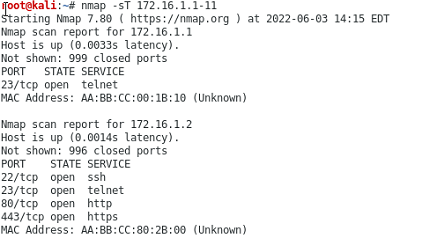 root@kali:~# nmap -sT 172.16.1.1-11
Starting Nmap 7.80 ( https://nmap.org ) at 2022-06-03 14:15 EDT
Nmap scan report for 172.16.1.1
Host is up (0.0033s latency).
Not shown: 999 closed ports
PORT   STATE SERVICE
23/tcp open  telnet
MAC Address: AA:BB:CC:00:1B:10 (Unknown)

Nmap scan report for 172.16.1.2
Host is up (0.0014s latency).
Not shown: 996 closed ports
PORT    STATE SERVICE
22/tcp  open  ssh
23/tcp  open  telnet
80/tcp  open  http
443/tcp open  https
MAC Address: AA:BB:CC:80:2B:00 (Unknown)